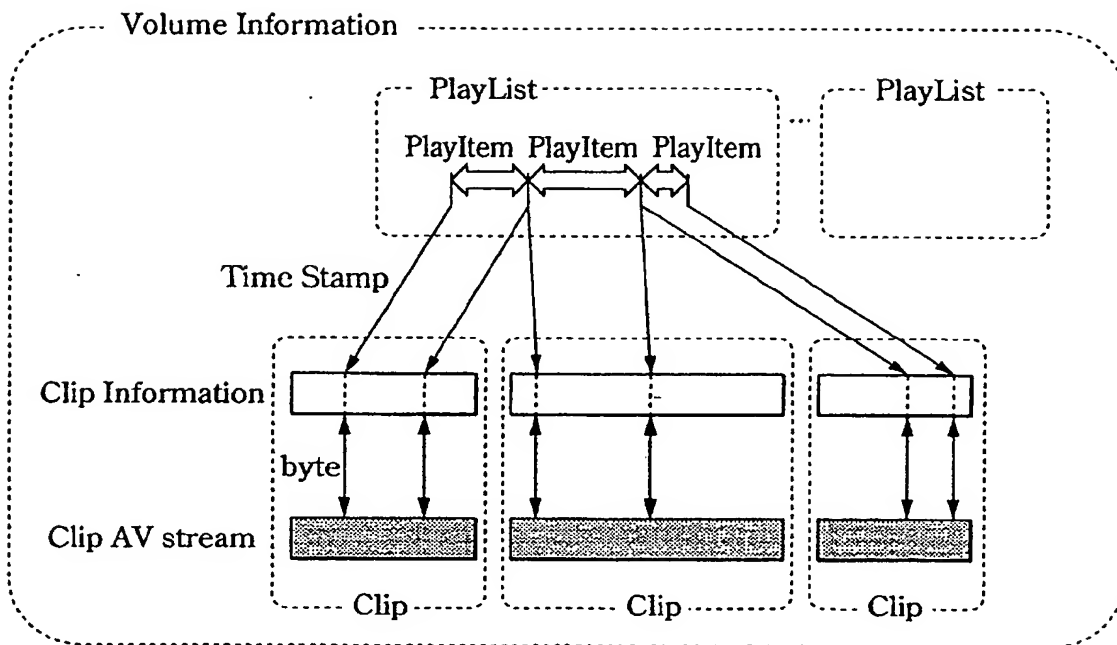 Volume Information
PlayList
PlayList
...
PlayItem PlayItem PlayItem
Time Stamp
Clip Information
byte
Clip AV stream
Clip
Clip
Clip